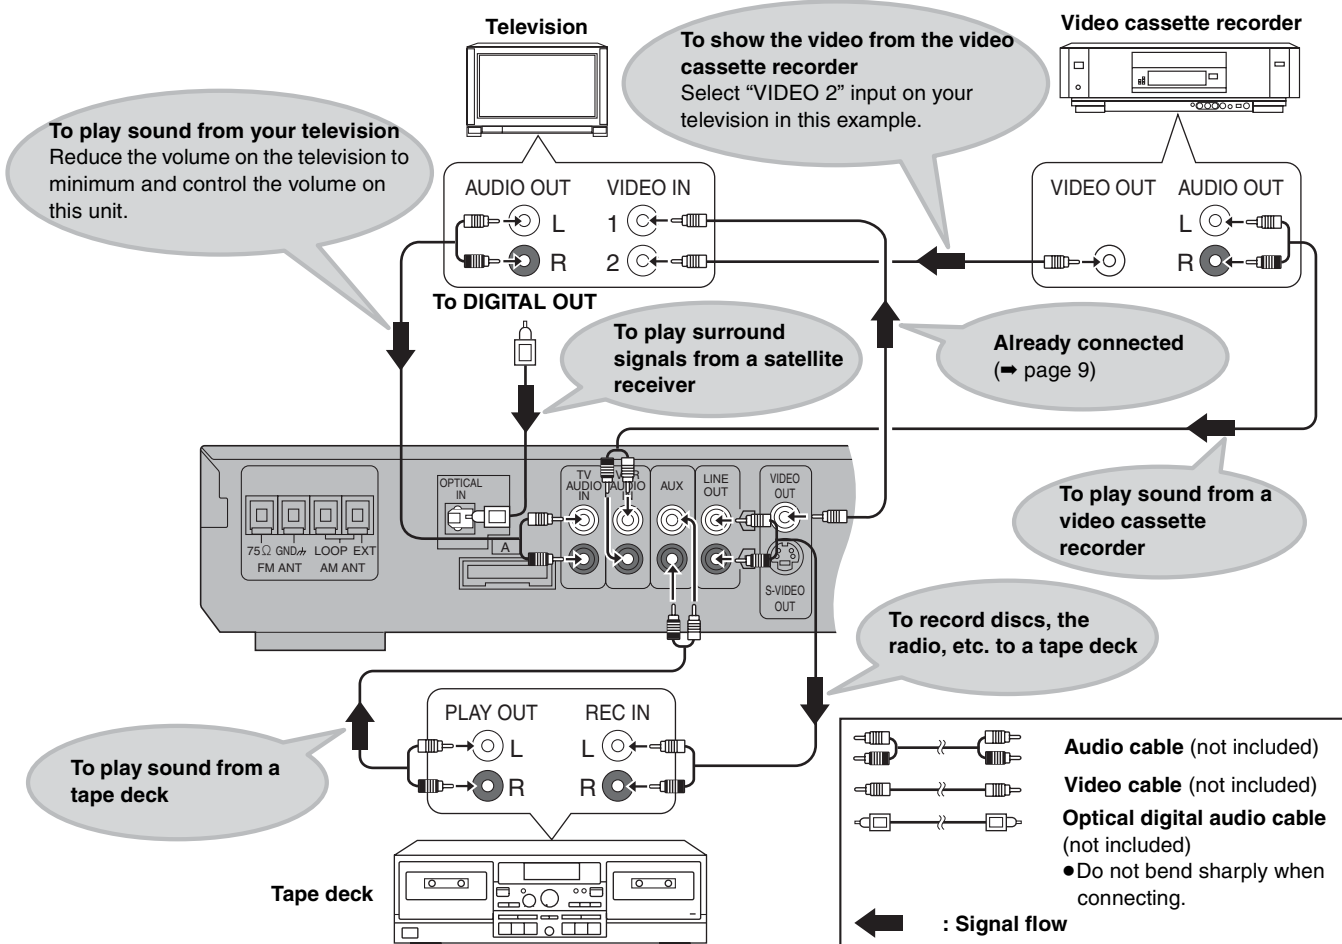 Television
Video cassette recorder
To show the video from the video
cassette recorder
Select “VIDEO 2” input on your
television in this example.
To play sound from your television
Reduce the volume on the television to
minimum and control the volume on
this unit.
AUDIO OUT
L
R
VIDEO IN
1
2
VIDEO OUT
AUDIO OUT
L
R
To DIGITAL OUT
To play surround
signals from a satellite
receiver
Already connected
(➡ page 9)
To play sound from a
video cassette
recorder
75Ω GND LOOP EXT
FM ANT AM ANT
OPTICAL
IN
A
TV
AUDIO
IN
AUX
LINE
OUT
VIDEO
OUT
S-VIDEO
OUT
To record discs, the
radio, etc. to a tape deck
To play sound from a
tape deck
PLAY OUT
L
R
REC IN
L
R
Tape deck
Audio cable (not included)
Video cable (not included)
Optical digital audio cable
(not included)
●Do not bend sharply when
connecting.
: Signal flow